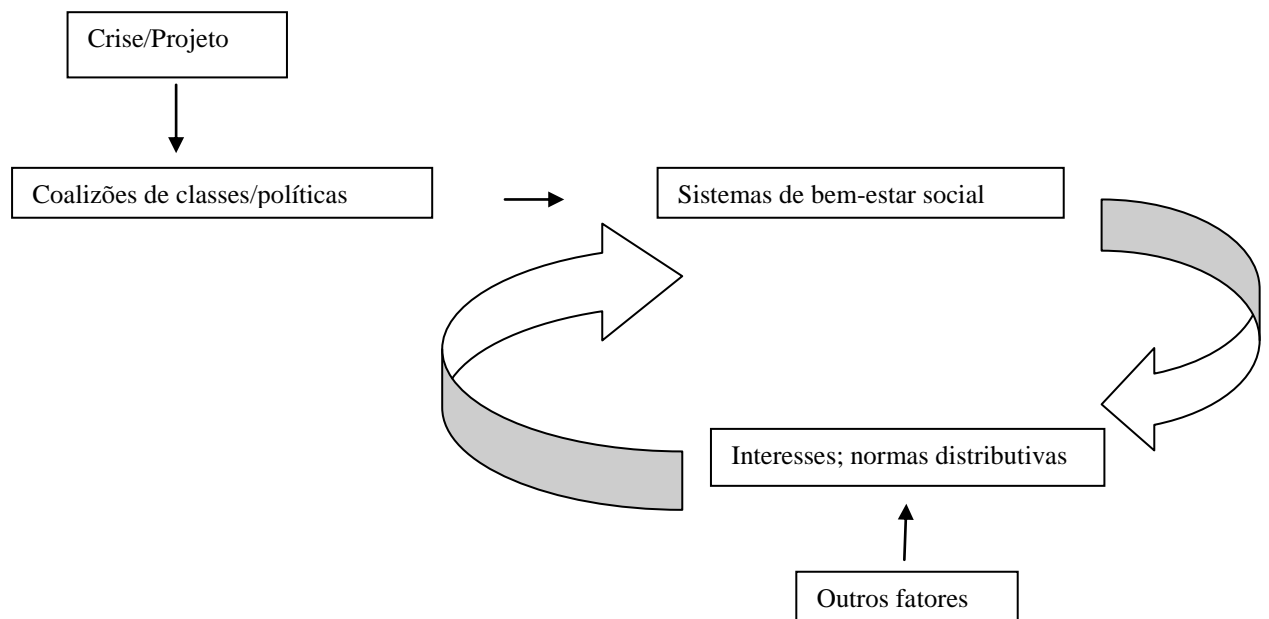 Crise/Projeto
Coalizões de classes/políticas
Sistemas de bem-estar social
Interesses; normas distributivas
Outros fatores